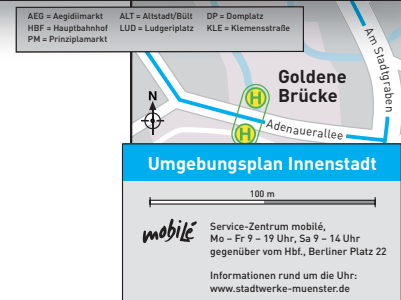 AEG = Aegidiimarkt ALT = Altstadt/Bült DP = Domplatz
HBF = Hauptbahnhof LUD = Ludgeriplatz KLE = Klemensstraße
PM = Prinziplamarkt
Am Stadtgraben
Goldene
Brücke
N
H
Adenauerallee
H
Umgebungsplan Innenstadt
100 m
mobilé
Service-Zentrum mobilé,
Mo – Fr 9 – 19 Uhr, Sa 9 – 14 Uhr
gegenüber vom Hbf., Berliner Platz 22
Informationen rund um die Uhr:
www.stadtwerke-muenster.de